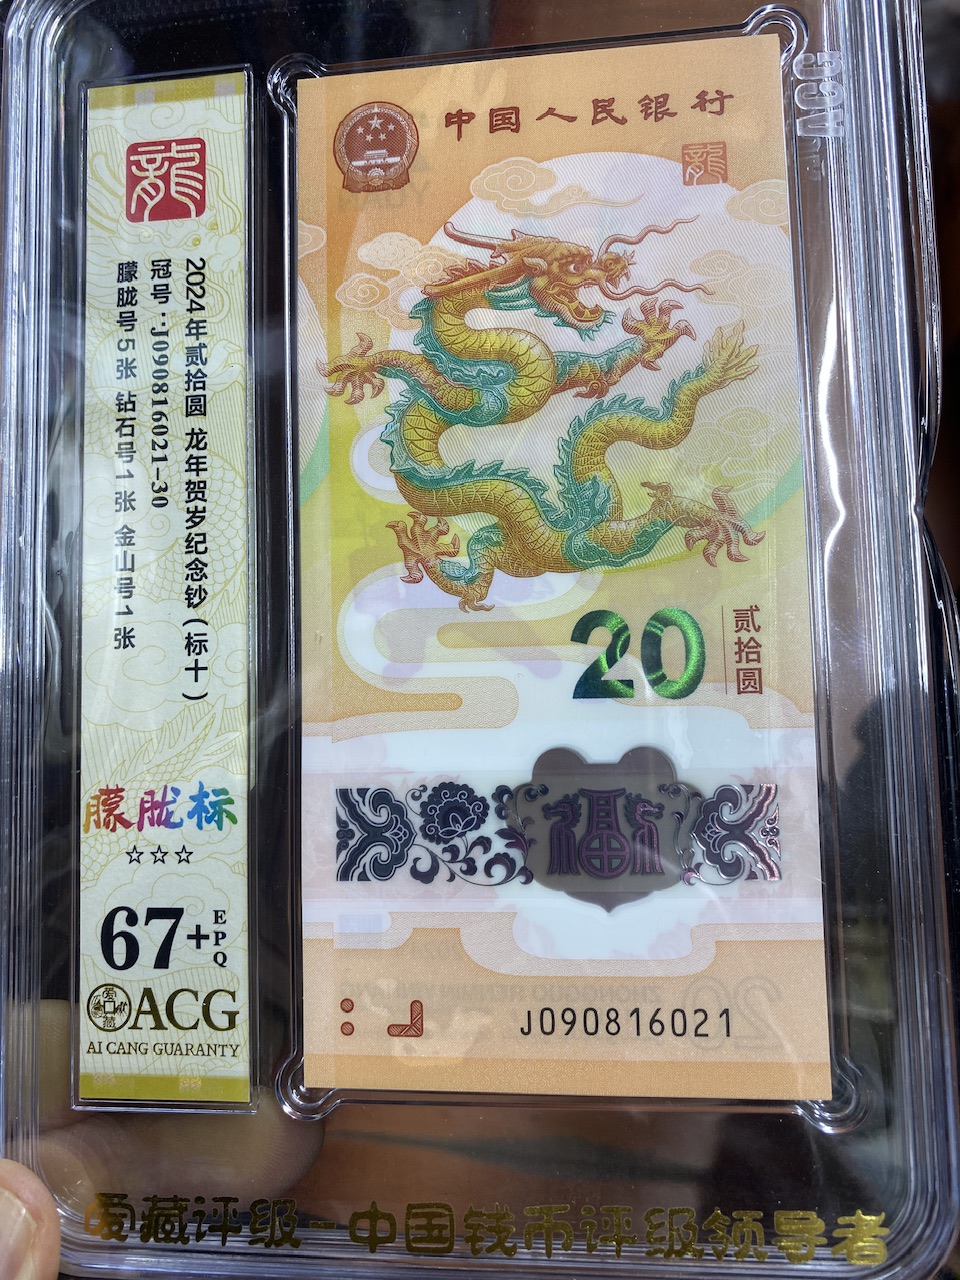 龍
2024年贰拾圆 龙年贺岁纪念钞(标十)
冠号:J090816021-30
朦胧号5张 钻石号1张 金山号1张
朦胧标
☆☆☆
67+EPQ
ACG
AI CANG GUARANTY
中国人民银行
龍
20
贰拾圆
福
J090816021
ACG
爱藏评级-中国钱币评级领导者